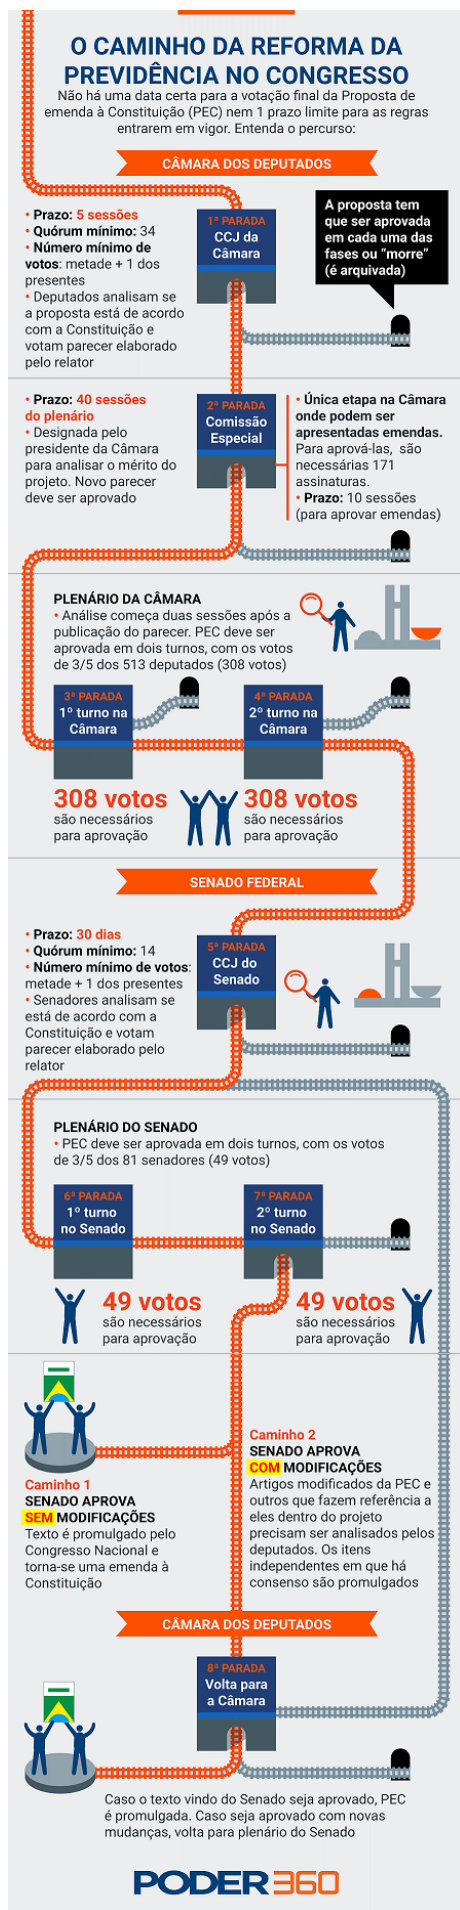 O CAMINHO DA REFORMA DA
PREVIDÊNCIA NO CONGRESSO
Não há uma data certa para a votação final da Proposta de
emenda à Constituição (PEC) nem 1 prazo limite para as regras
entrarem em vigor. Entenda o percurso:
CÂMARA DOS DEPUTADOS
• Prazo: 5 sessões
• Quórum mínimo: 34
• Número mínimo de
votos: metade + 1 dos
presentes
• Deputados analisam se
a proposta está de acordo
com a Constituição e
votam parecer elaborado
pelo relator
1ª PARADA
CCJ da
Câmara
A proposta tem
que ser aprovada
em cada uma das
fases ou “morre”
(é arquivada)
• Prazo: 40 sessões
do plenário
• Designada pelo
presidente da Câmara
para analisar o mérito do
projeto. Novo parecer
deve ser aprovado
2ª PARADA
Comissão
Especial
• Única etapa na Câmara
onde podem ser
apresentadas emendas.
Para aprová-las, são
necessárias 171
assinaturas.
• Prazo: 10 sessões
(para aprovar emendas)
PLENÁRIO DA CÂMARA
• Análise começa duas sessões após a
publicação do parecer. PEC deve ser
aprovada em dois turnos, com os votos
de 3/5 dos 513 deputados (308 votos)
3ª PARADA
1º turno na
Câmara
4ª PARADA
2º turno na
Câmara
308 votos
são necessários
para aprovação
308 votos
são necessários
para aprovação
SENADO FEDERAL
• Prazo: 30 dias
• Quórum mínimo: 14
• Número mínimo de votos:
metade + 1 dos presentes
• Senadores analisam se
está de acordo com a
Constituição e votam
parecer elaborado pelo
relator
5ª PARADA
CCJ do
Senado
PLENÁRIO DO SENADO
• PEC deve ser aprovada em dois turnos, com os votos
de 3/5 dos 81 senadores (49 votos)
6ª PARADA
1º turno
no Senado
7ª PARADA
2º turno
no Senado
49 votos
são necessários
para aprovação
49 votos
são necessários
para aprovação
Caminho 1
SENADO APROVA
SEM MODIFICAÇÕES
Texto é promulgado pelo
Congresso Nacional e
torna-se uma emenda à
Constituição
Caminho 2
SENADO APROVA
COM MODIFICAÇÕES
Artigos modificados da PEC e
outros que fazem referência a
eles dentro do projeto
precisam ser analisados pelos
deputados. Os itens
independentes em que há
consenso são promulgados
CÂMARA DOS DEPUTADOS
8ª PARADA
Volta para
a Câmara
Caso o texto vindo do Senado seja aprovado, PEC
é promulgada. Caso seja aprovado com novas
mudanças, volta para plenário do Senado
PODER360